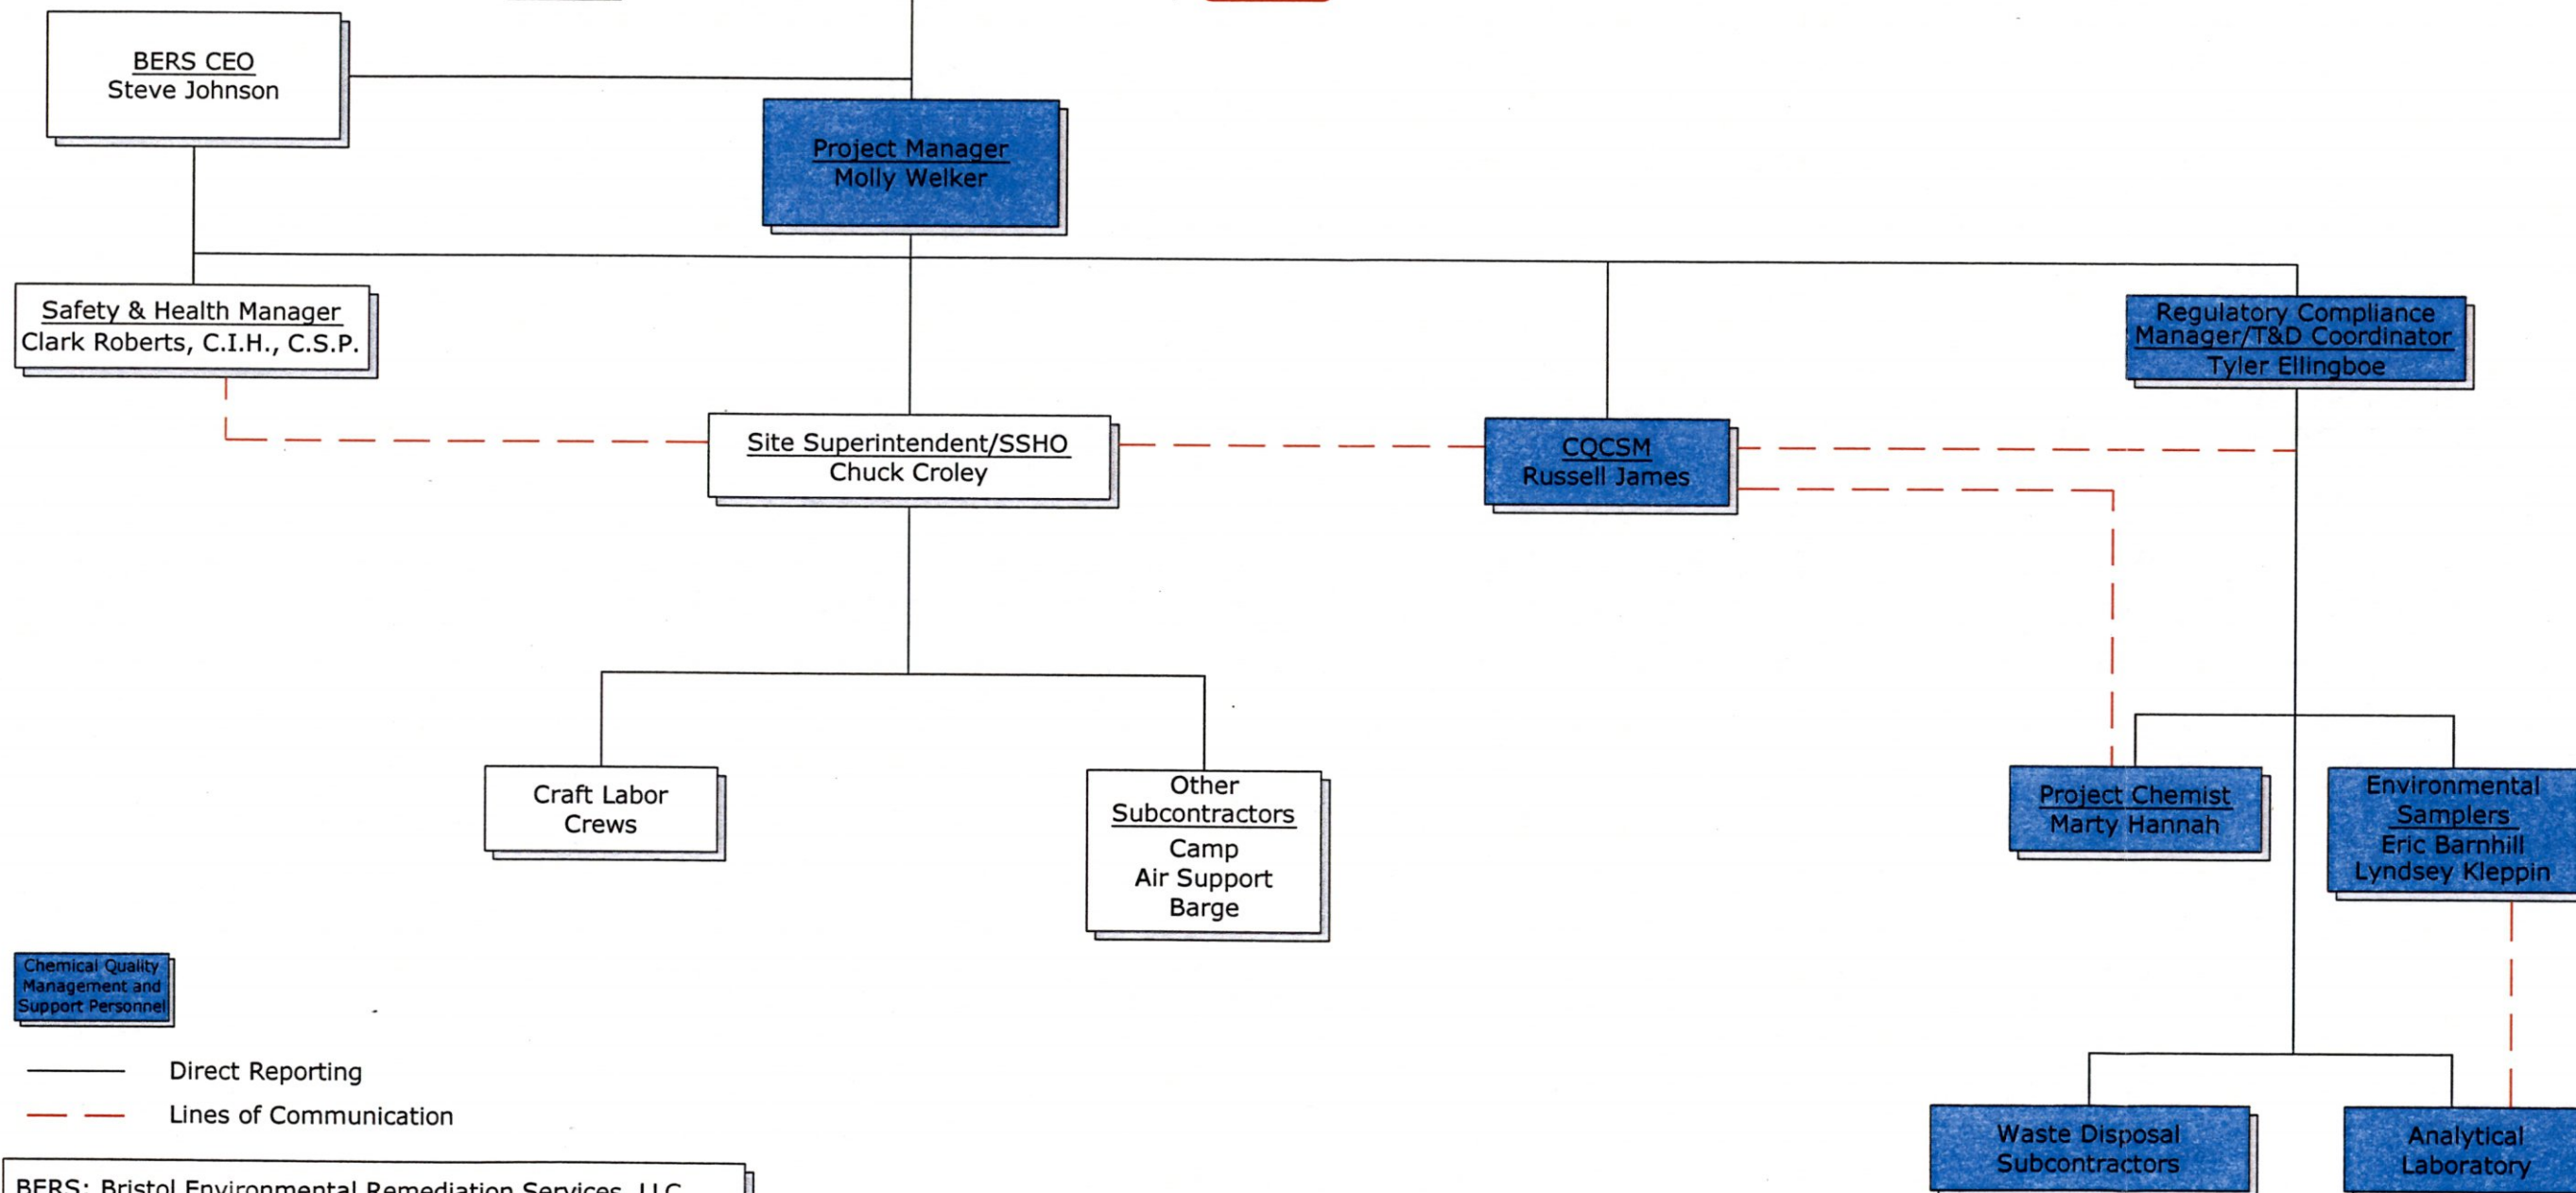 BERS CEO
Steve Johnson
Project Manager
Molly Welker
Safety & Health Manager
Clark Roberts, C.I.H., C.S.P.
Regulatory Compliance
Manager/T&D Coordinator
Tyler Ellingboe
Site Superintendent/SSHO
Chuck Croley
CQCSM
Russell James
Craft Labor
Crews
Other
Subcontractors
Camp
Air Support
Barge
Project Chemist
Marty Hannah
Environmental
Samplers
Eric Barnhill
Lyndsey Kleppin
Chemical Quality
Management and
Support Personnel
Direct Reporting
Lines of Communication
Waste Disposal
Subcontractors
Analytical
Laboratory
BERS: Bristol Environmental Remediation Services, LLC